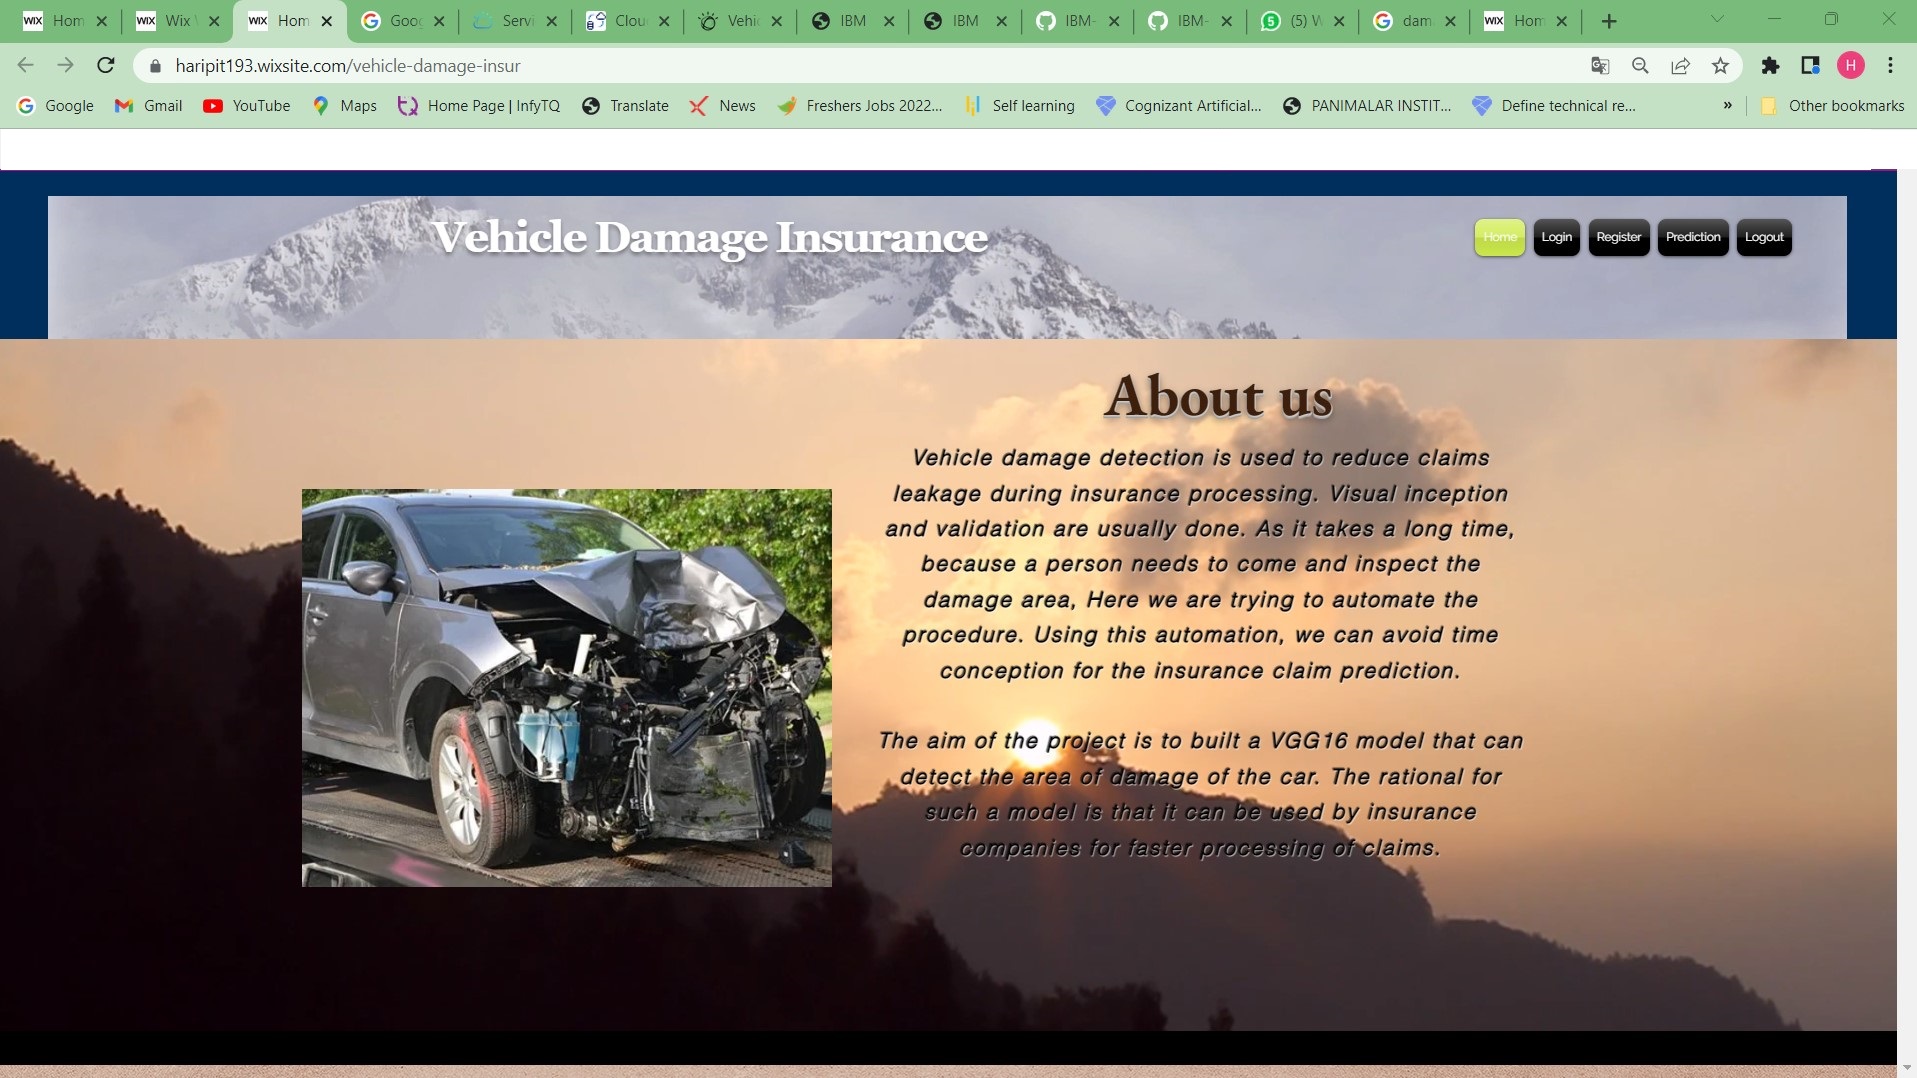 WIX Hom
WIX Wix
WIX Hom
Goog
Servi
Clou
Vehic
IBM
IBM
IBM-
IBM-
5 (5) W
dam
WIX Hom
haripit193.wixsite.com/vehicle-damage-insur
H
Google
Gmail
YouTube
Maps
Home Page | InfyTQ
Translate
News
Freshers Jobs 2022...
Self learning
Cognizant Artificial...
PANIMALAR INSTIT...
Define technical re...
»
Other bookmarks
Vehicle Damage Insurance
Home
Login
Register
Prediction
Logout
About us
Vehicle damage detection is used to reduce claims
leakage during insurance processing. Visual inception
and validation are usually done. As it takes a long time,
because a person needs to come and inspect the
damage area, Here we are trying to automate the
procedure. Using this automation, we can avoid time
conception for the insurance claim prediction.
The aim of the project is to built a VGG16 model that can
detect the area of damage of the car. The rational for
such a model is that it can be used by insurance
companies for faster processing of claims.